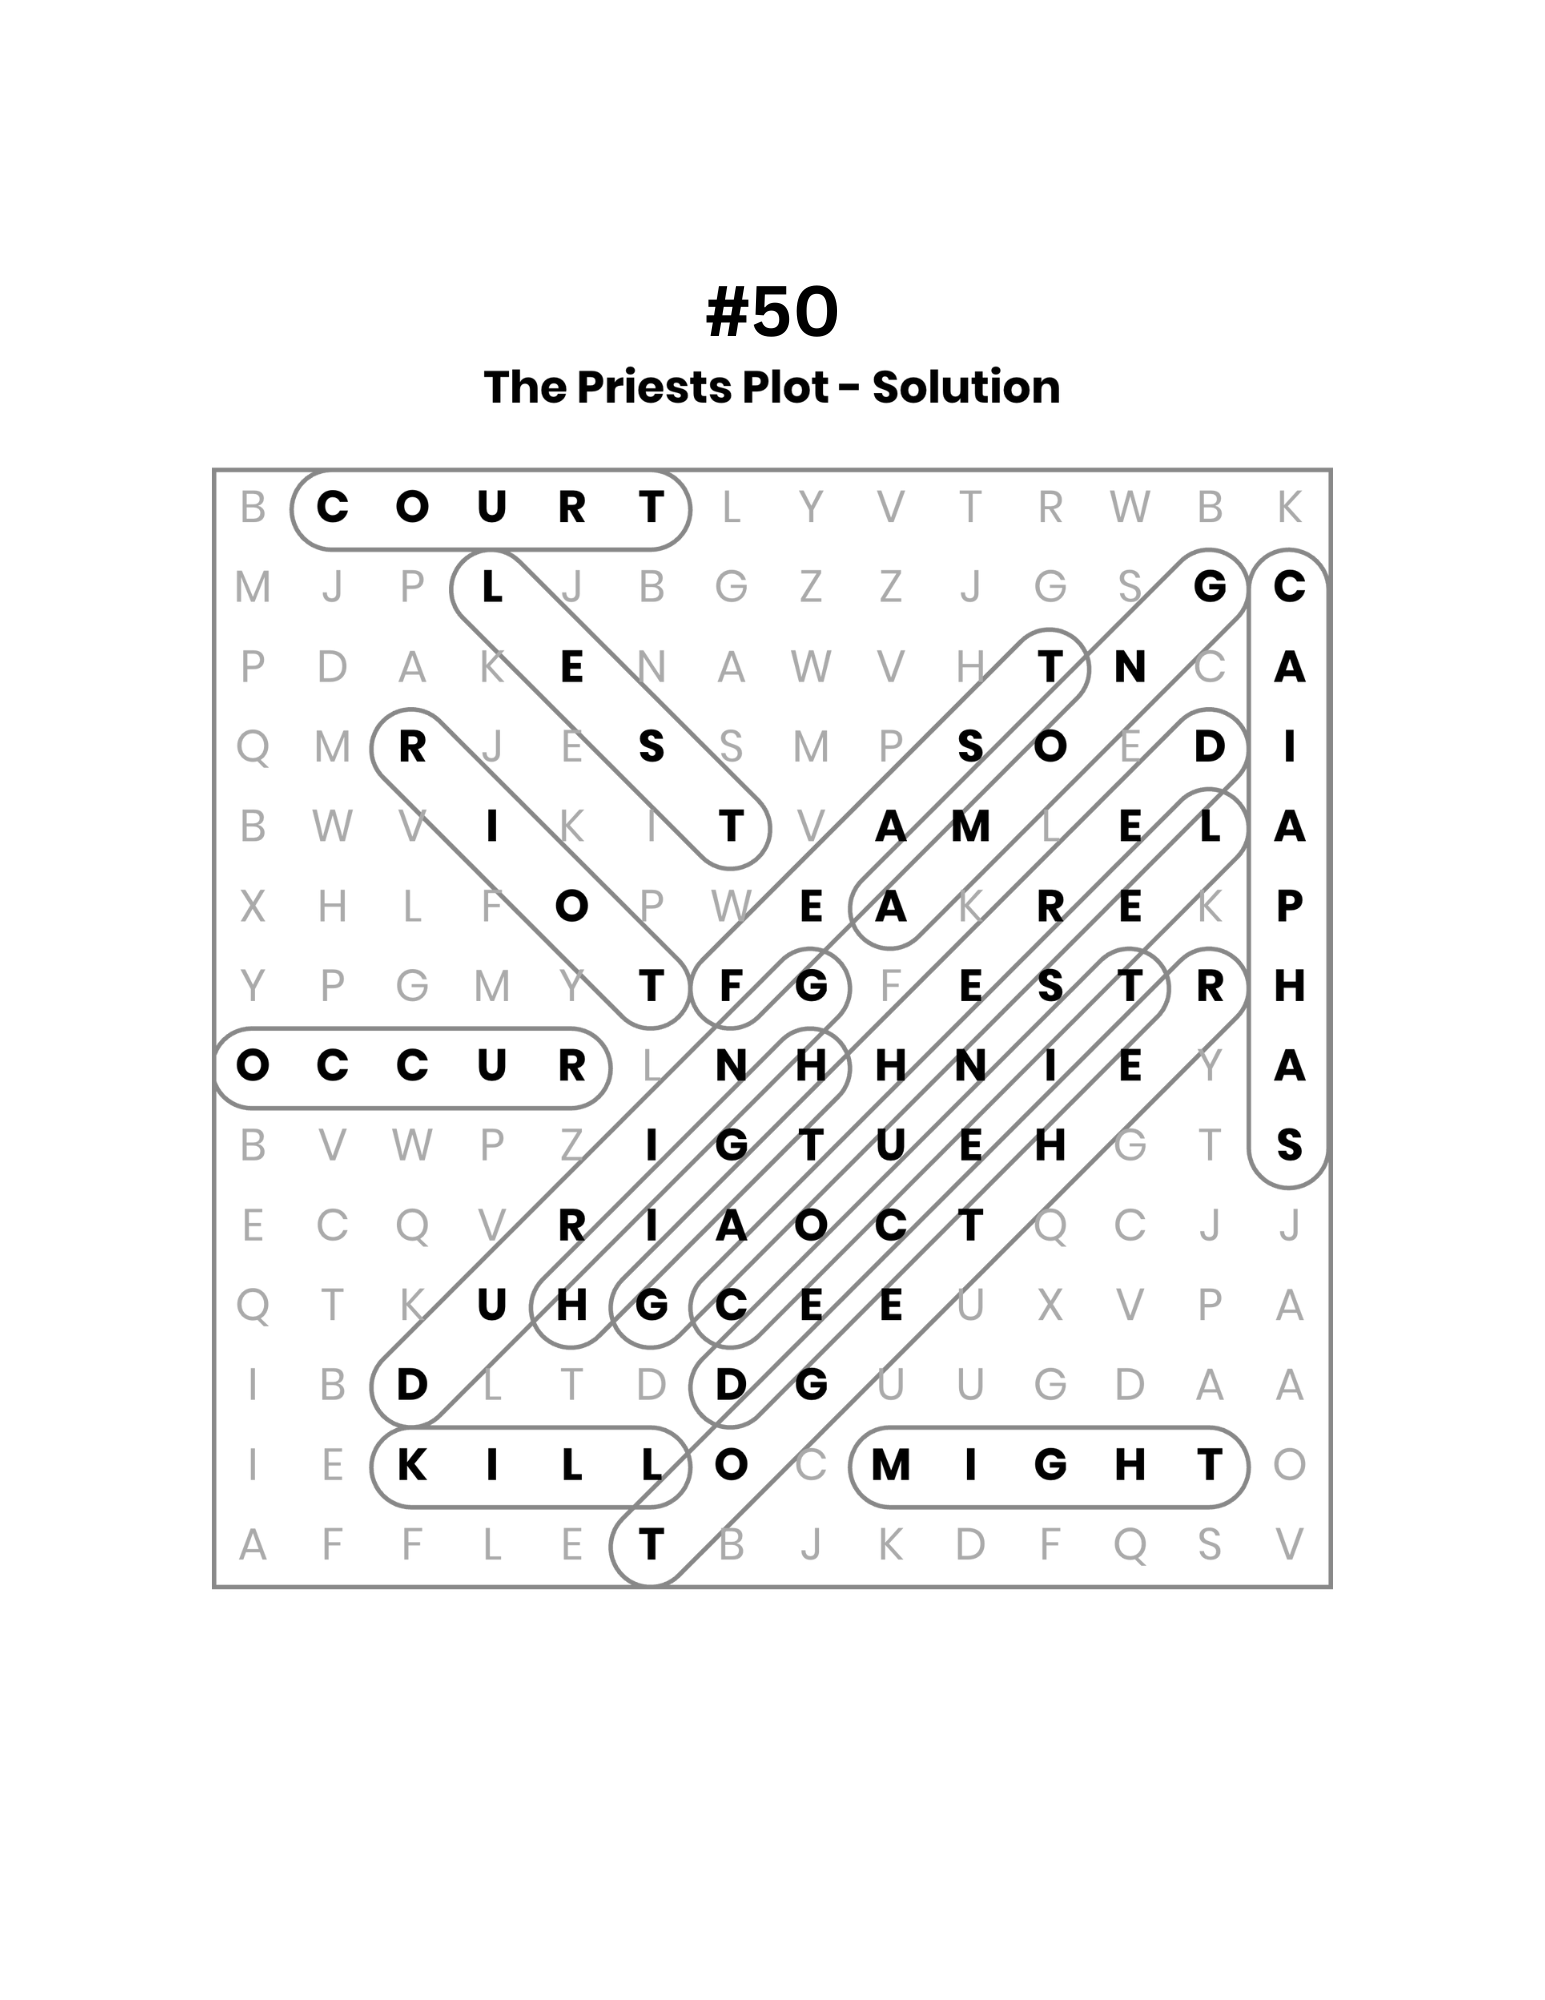 #50
The Priests Plot - Solution
B C O U R T L Y V T R W B K
M J P L J B G Z Z J G S G C
P D A K E N A W V H T N C A
Q M R J E S S M P S O E D I
B W V I K I T V A M L E L A
X H L F O P W E A K R E K P
Y P G M Y T F G F E S T R H
O C C U R L N H H N I E Y A
B V W P Z I G T U E H G T S
E C Q V R I A O C T Q C J J
Q T K U H G C E E U X V P A
I B D L T D D G U U G D A A
I E K I L L O C M I G H T O
A F F L E T B J K D F Q S V